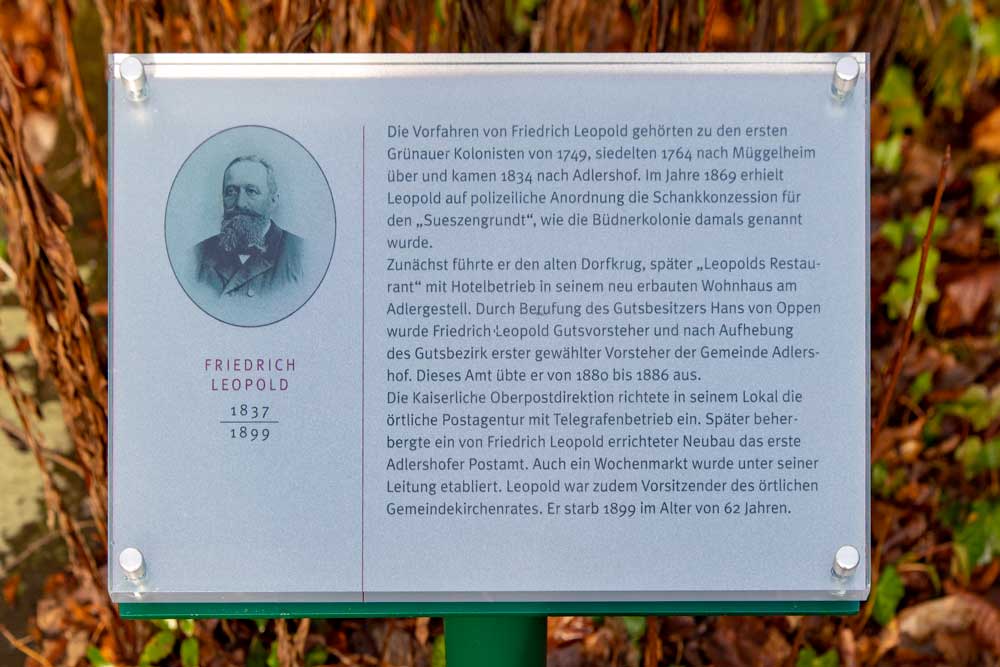 FRIEDRICH
LEOPOLD
1837
1899
Die Vorfahren von Friedrich Leopold gehörten zu den ersten
Grünauer Kolonisten von 1749, siedelten 1764 nach Müggelheim
über und kamen 1834 nach Adlershof. Im Jahre 1869 erhielt
Leopold auf polizeiliche Anordnung die Schankkonzession für
den „Sueszengrundt“, wie die Büdnerkolonie damals genannt
wurde.
Zunächst führte er den alten Dorfkrug, später „Leopolds Restau-
rant“ mit Hotelbetrieb in seinem neu erbauten Wohnhaus am
Adlergestell. Durch Berufung des Gutsbesitzers Hans von Oppen
wurde Friedrich Leopold Gutsvorsteher und nach Aufhebung
des Gutsbezirk erster gewählter Vorsteher der Gemeinde Adlers-
hof. Dieses Amt übte er von 1880 bis 1886 aus.
Die Kaiserliche Oberpostdirektion richtete in seinem Lokal die
örtliche Postagentur mit Telegrafenbetrieb ein. Später beher-
bergte ein von Friedrich Leopold errichteter Neubau das erste
Adlershofer Postamt. Auch ein Wochenmarkt wurde unter seiner
Leitung etabliert. Leopold war zudem Vorsitzender des örtlichen
Gemeindekirchenrates. Er starb 1899 im Alter von 62 Jahren.